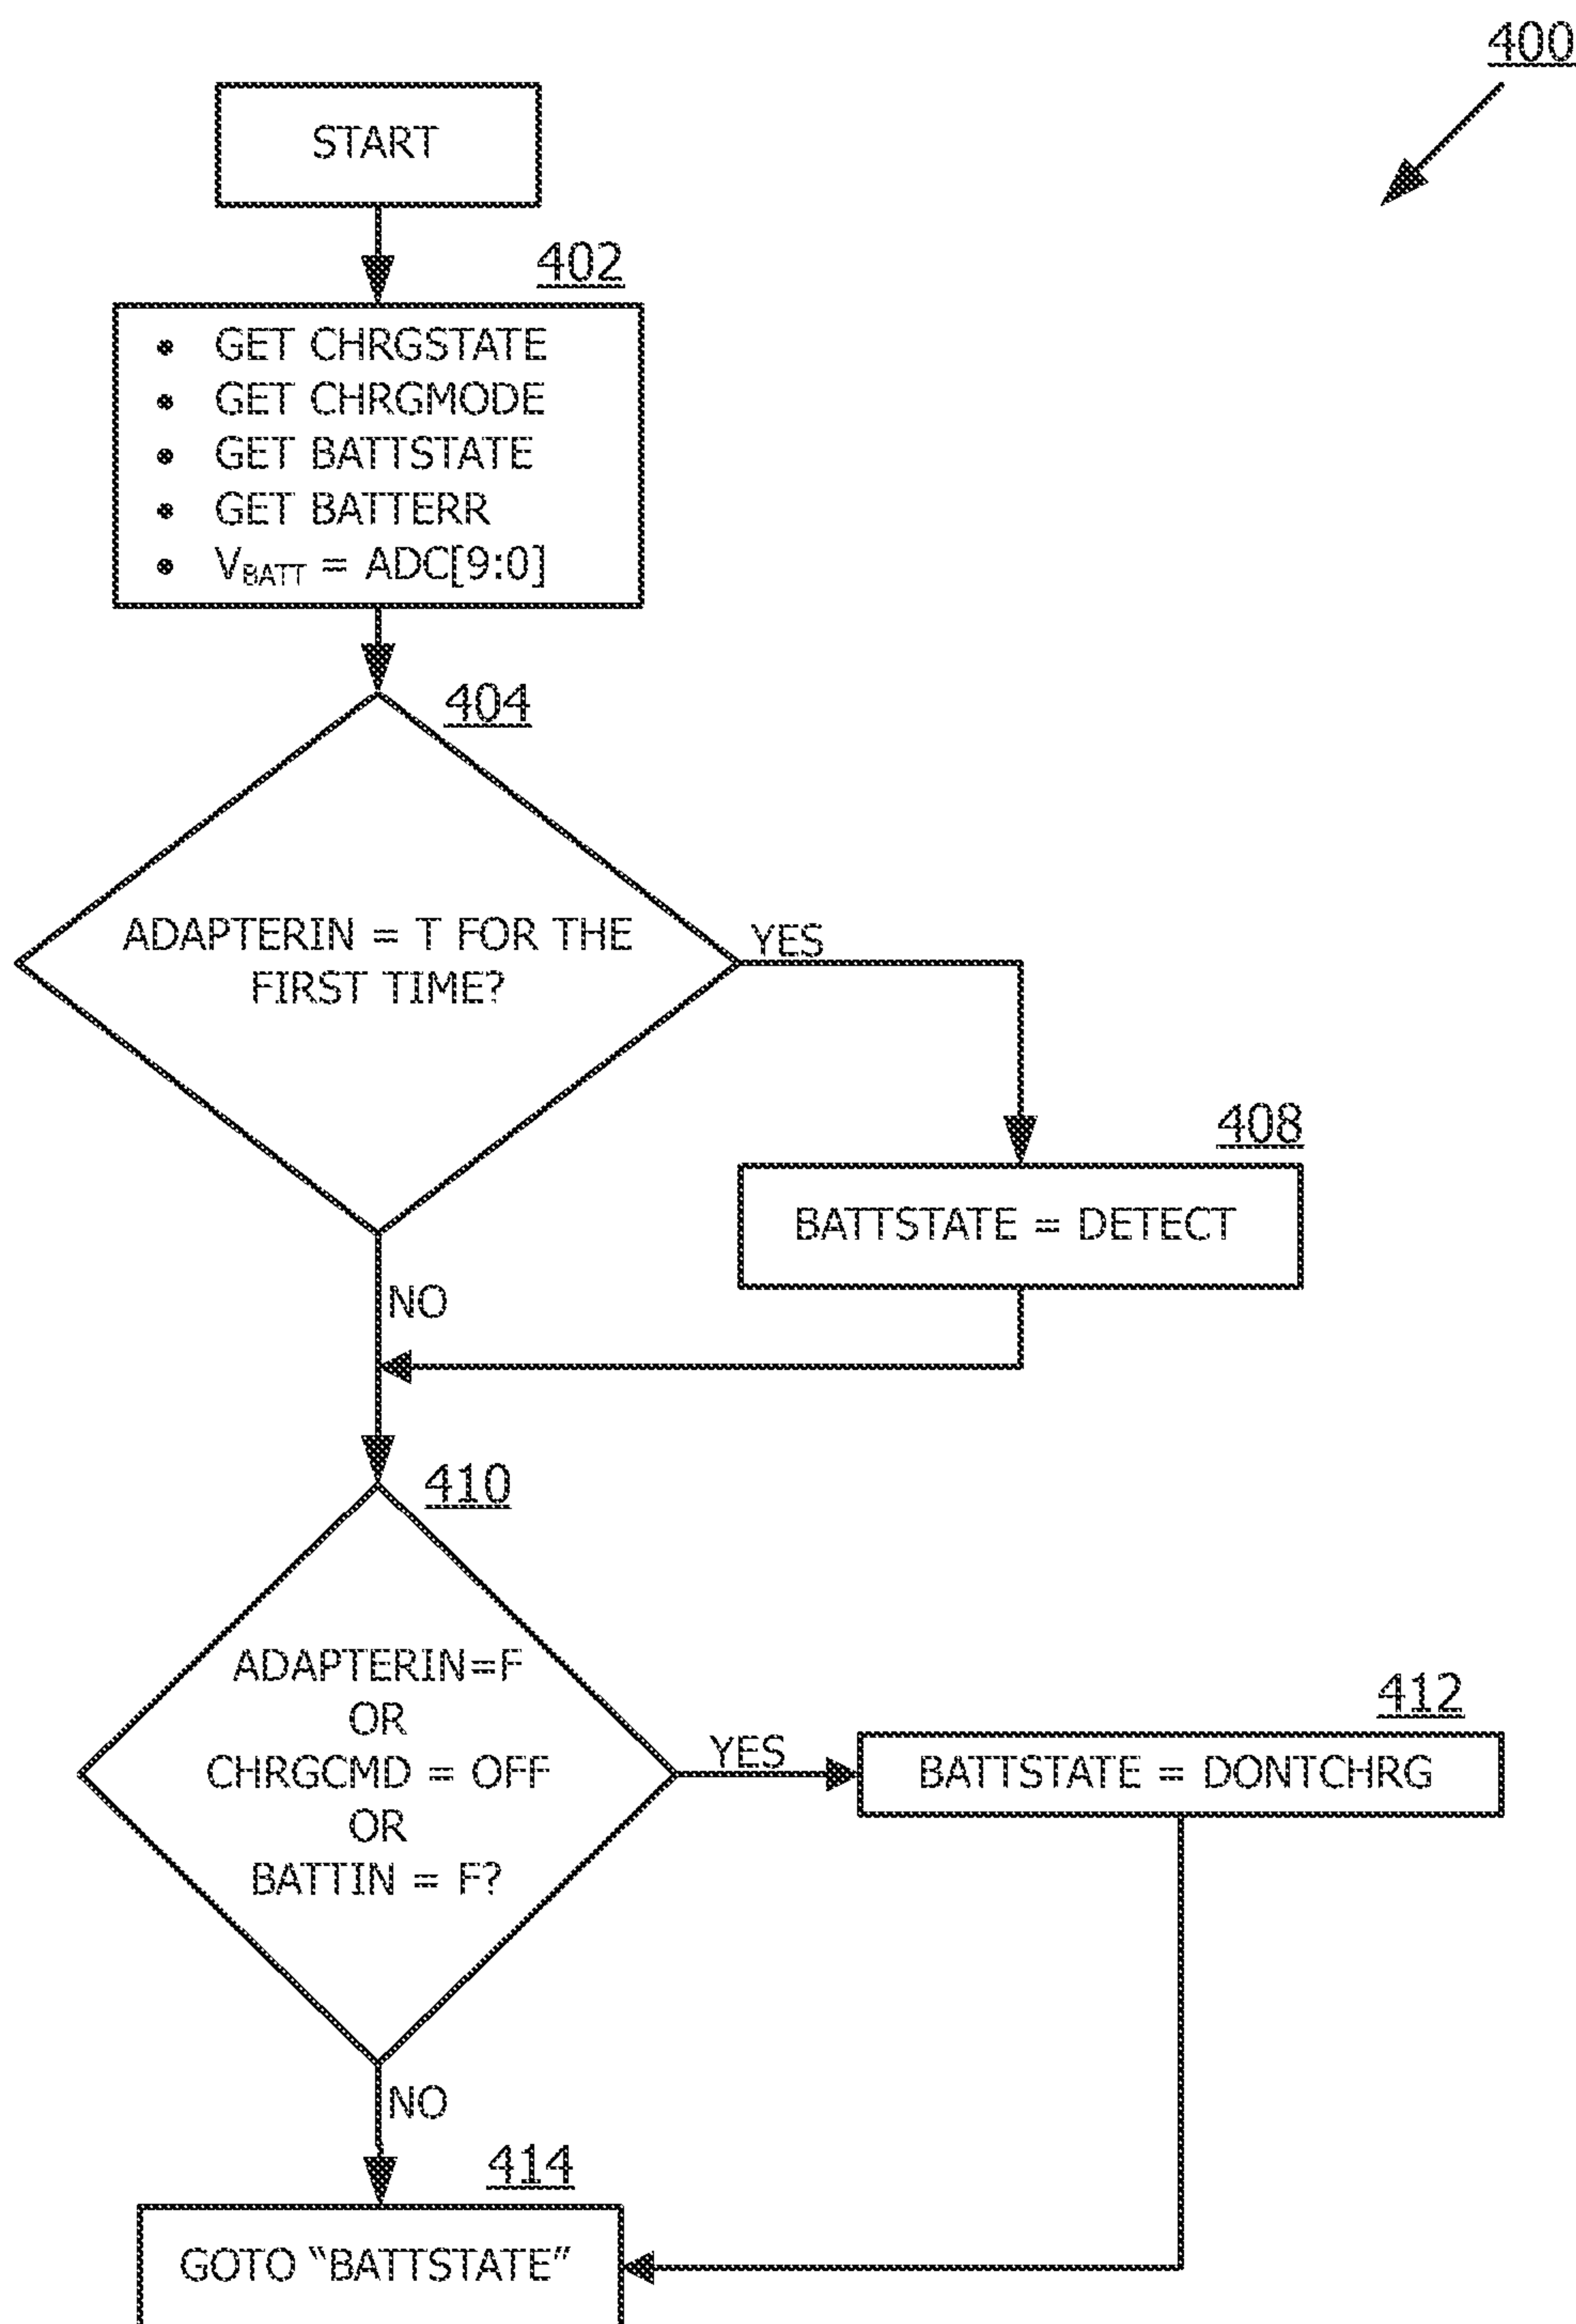 400
START
402
• GET CHRGSTATE
• GET CHRGMODE
• GET BATTSTATE
• GET BATTERR
• VBATT = ADC[9:0]
404
ADAPTERIN = T FOR THE
FIRST TIME?
YES
408
BATTSTATE = DETECT
NO
410
ADAPTERIN=F
OR
CHRGCMD = OFF
OR
BATTIN = F?
YES
412
BATTSTATE = DONTCHRG
NO
414
GOTO “BATTSTATE”